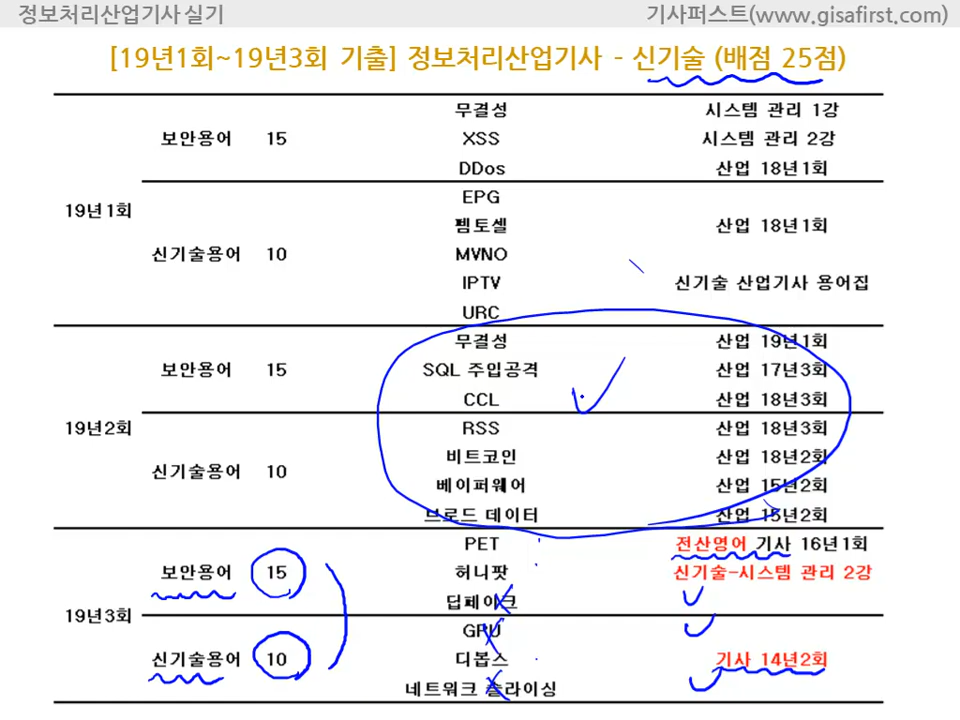 정보처리산업기사 실기 기사퍼스트(www.gisafirst.com)
[19년1회~19년3회 기출] 정보처리산업기사 - 신기술 (배점 25점)
무결성 시스템 관리 1강
보안용어 15 XSS 시스템 관리 2강
DDos 산업 18년1회
19년1회
EPG
펨토셀 산업 18년1회
신기술용어 10 MVNO
IPTV 신기술 산업기사 용어집
URC
무결성 산업 19년1회
보안용어 15 SQL 주입공격 산업 17년3회
CCL 산업 18년3회
19년2회 RSS 산업 18년3회
비트코인 산업 18년2회
신기술용어 10
베이퍼웨어 산업 15년2회
브로드 데이터 산업 15년2회
PET 전산영어 기사 16년1회
보안용어 15 허니팟 신기술-시스템 관리 2강
딥페이크
19년3회
GPU
신기술용어 10 디봅스 기사 14년2회
네트워크 슬라이싱